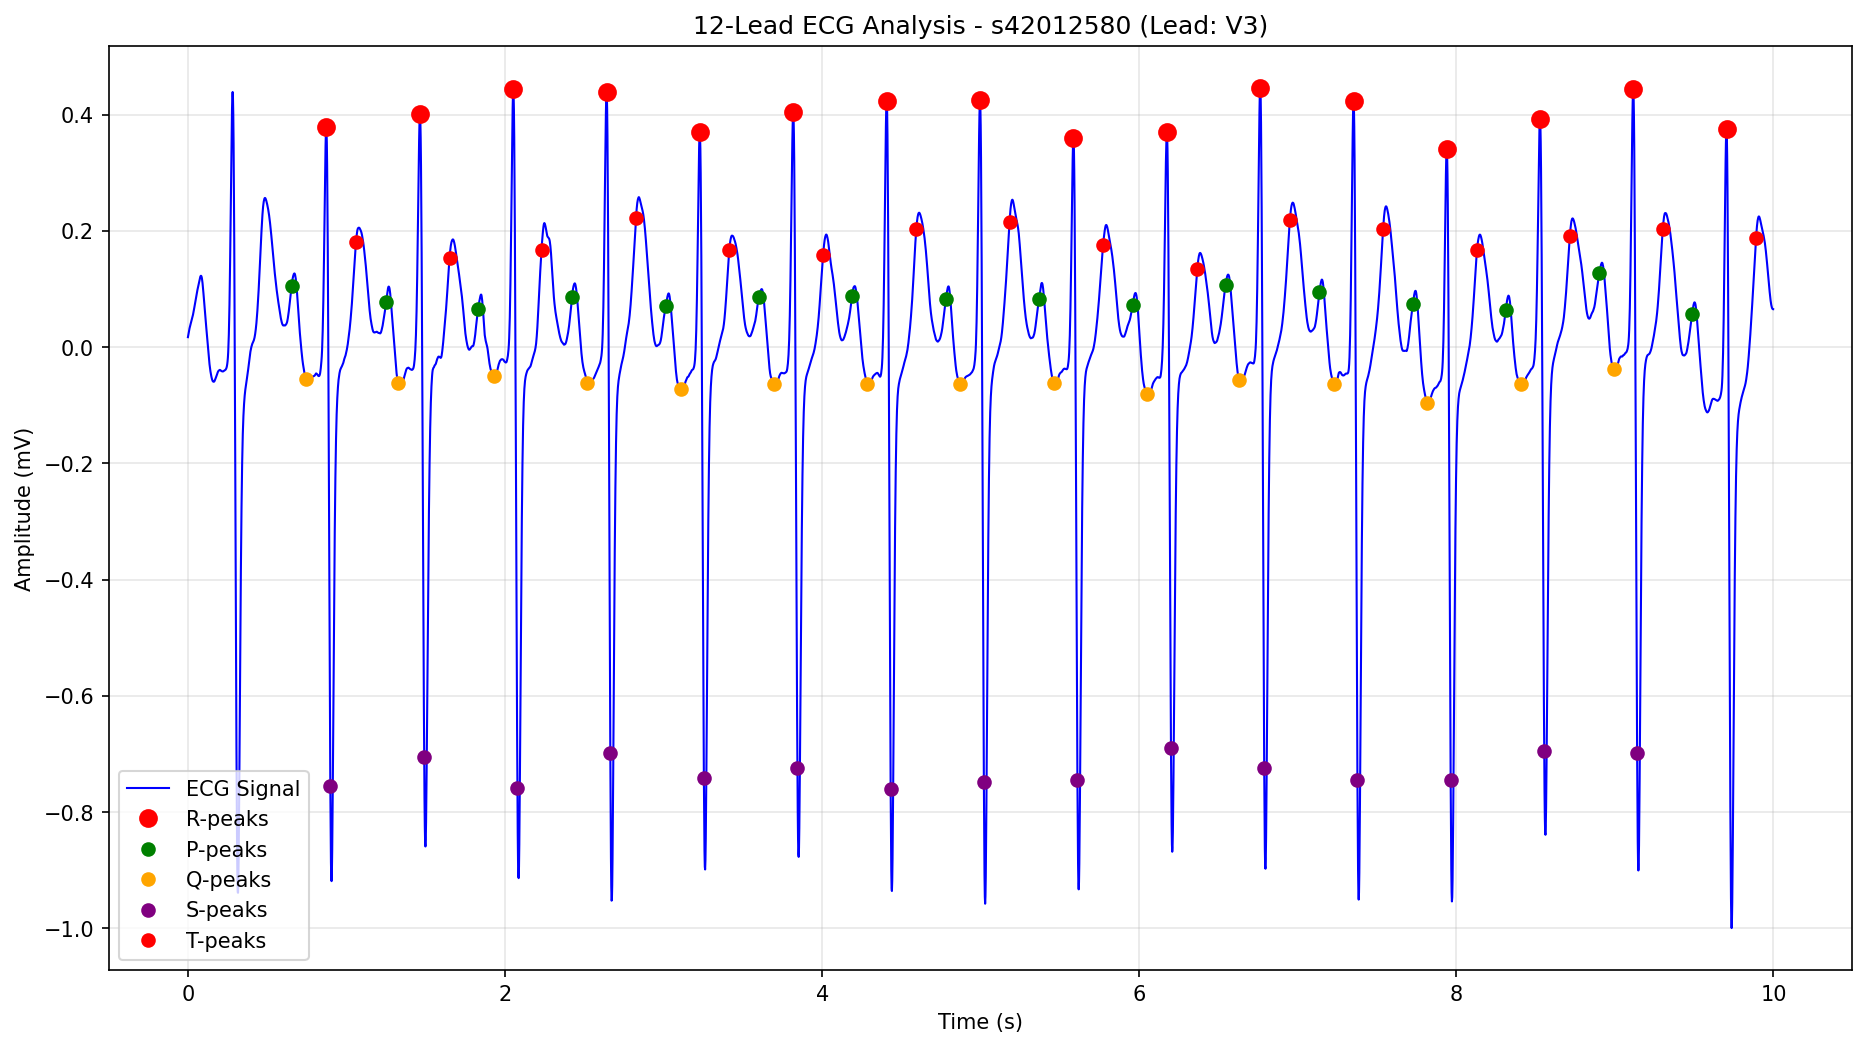 12-Lead ECG Analysis - s42012580 (Lead: V3)
Amplitude (mV)
0.4
0.2
0.0
−0.2
−0.4
−0.6
−0.8
−1.0
ECG Signal
R-peaks
P-peaks
Q-peaks
S-peaks
T-peaks
0 2 4 6 8 10
Time (s)